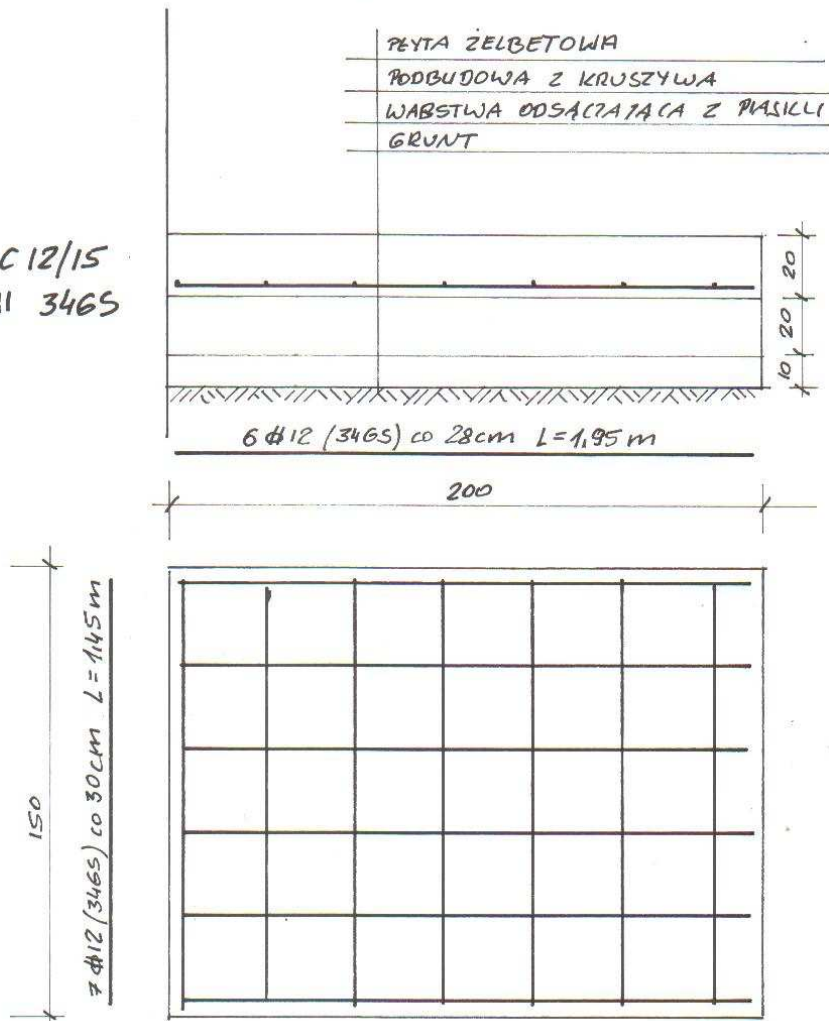 PŁYTA ŻELBETOWA
PODBUDOWA Z KRUSZYWA
WARSTWA ODSĄCZAJĄCA Z PIASKU
GRUNT
C 12/15
34GS
20
20
10
6 #12 (34GS) co 28cm L=1,95m
200
150
7 #12 (34GS) co 30cm L=1,45m